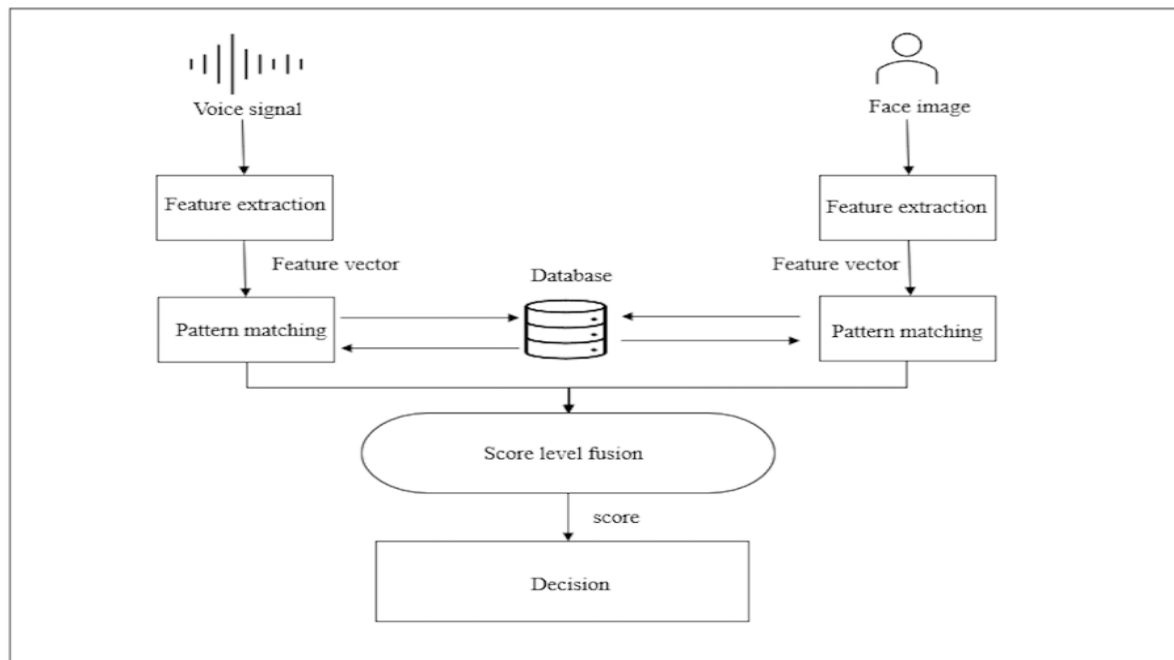 Voice signal
Face image
Feature extraction
Feature extraction
Feature vector
Feature vector
Database
Pattern matching
Pattern matching
Score level fusion
score
Decision